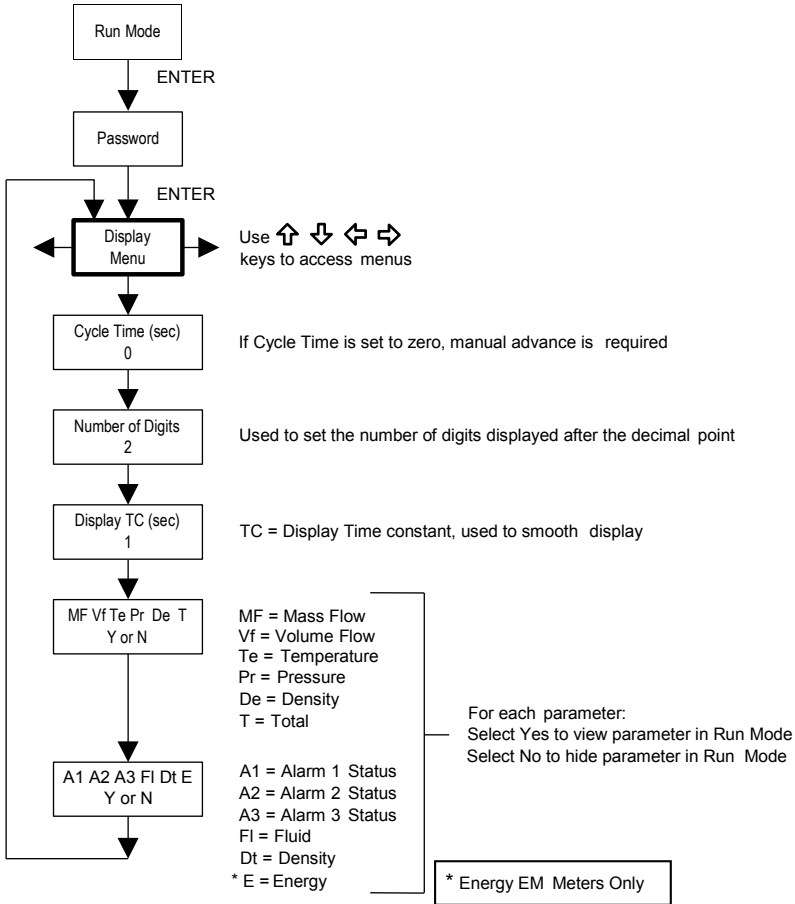 Run Mode
ENTER
Password
ENTER
Display
Menu
Use
keys to access menus
Cycle Time (sec)
0
If Cycle Time is set to zero, manual advance is required
Number of Digits
2
Used to set the number of digits displayed after the decimal point
Display TC (sec)
1
TC = Display Time constant, used to smooth display
MF Vf Te Pr De T
Y or N
MF = Mass Flow
Vf = Volume Flow
Te = Temperature
Pr = Pressure
De = Density
T = Total
For each parameter:
Select Yes to view parameter in Run Mode
Select No to hide parameter in Run Mode
A1 A2 A3 Fl Dt E
Y or N
A1 = Alarm 1 Status
A2 = Alarm 2 Status
A3 = Alarm 3 Status
Fl = Fluid
Dt = Density
* E = Energy
* Energy EM Meters Only